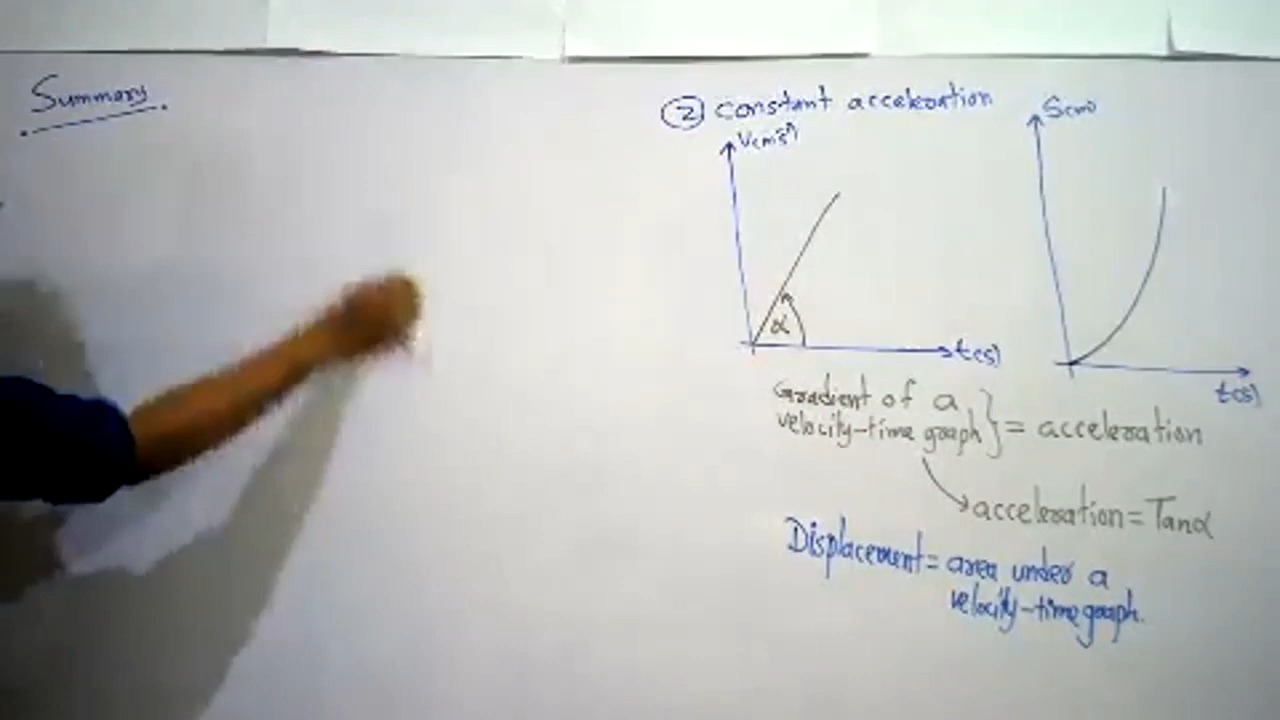 Summary
② constant acceleration
V(ms⁻¹)
α
t(s)
S(m)
t(s)
Gradient of a
velocity-time graph} = acceleration
acceleration = Tanα
Displacement = area under a
velocity-time graph.